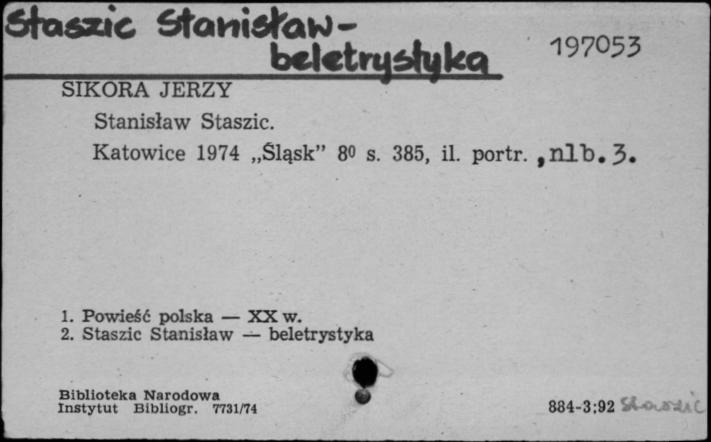 Staszic Stanisław-
beletrystyka
197053
SIKORA JERZY
Stanisław Staszic.
Katowice 1974 „Śląsk” 8⁰ s. 385, il. portr. , nlb. 3.
1. Powieść polska — XX w.
2. Staszic Stanisław — beletrystyka
Biblioteka Narodowa
Instytut Bibliogr. 7731/74
884-3:92 Staszic